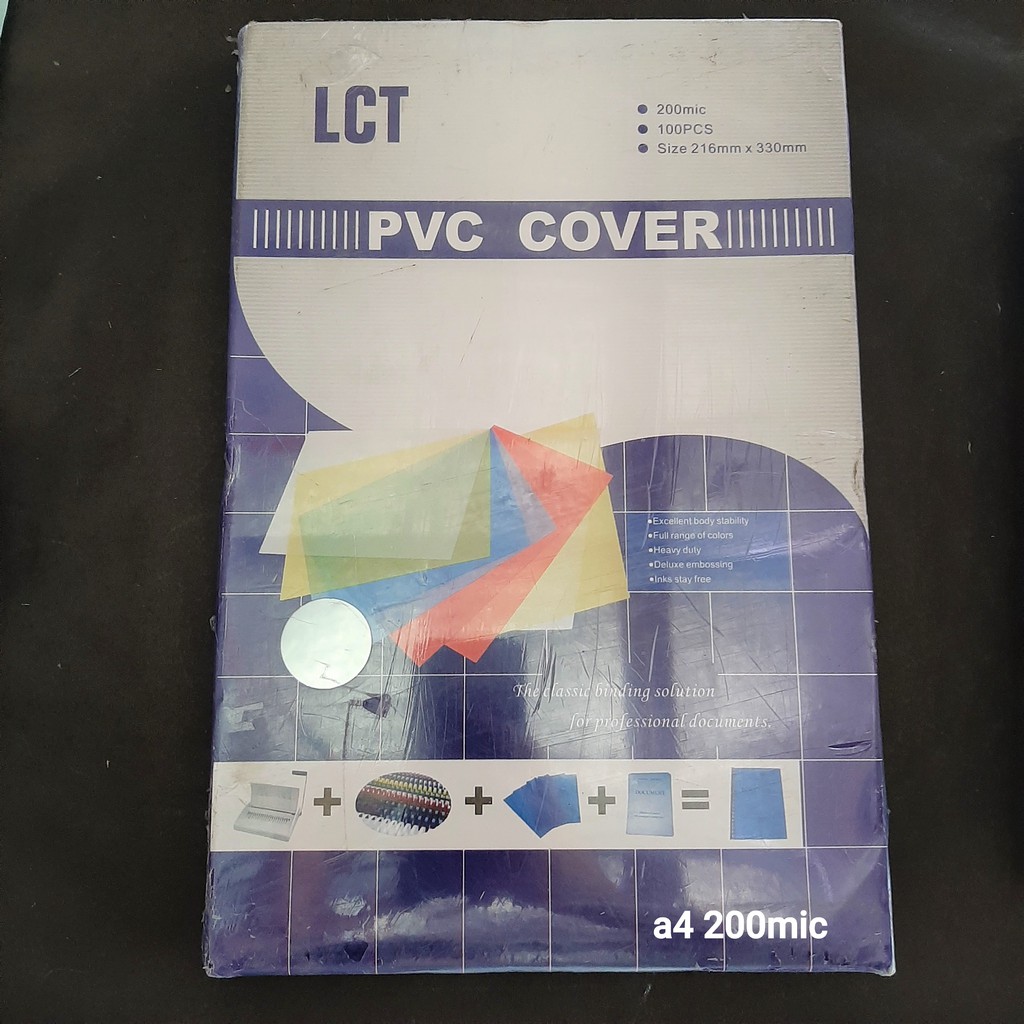 LCT
200mic
100PCS
Size 216mm x 330mm
PVC COVER
Excellent body stability
Full range of colors
Heavy duty
Deluxe embossing
Inks stay free
The classic binding solution
for professional documents.
a4 200mic